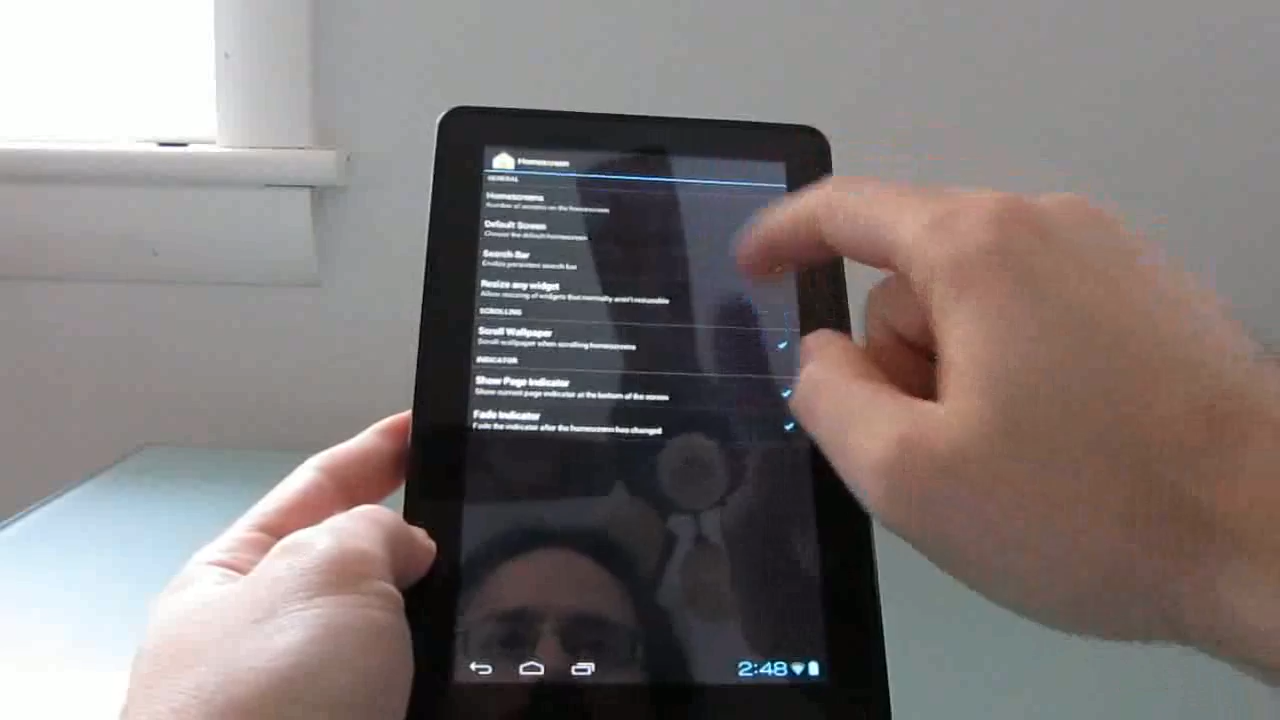 Homescreen
GENERAL
Homescreens
Number of screens on the homescreen
Default Screen
Choose the default homescreen
Search Bar
Enable persistent search bar
Resize any widget
Allow resizing of widgets that normally aren't resizable
SCROLLING
Scroll Wallpaper
Scroll wallpaper when scrolling homescreens
INDICATOR
Show Page Indicator
Show current page indicator at the bottom of the screen
Fade Indicator
Fade the indicator after the homescreen has changed
2:48